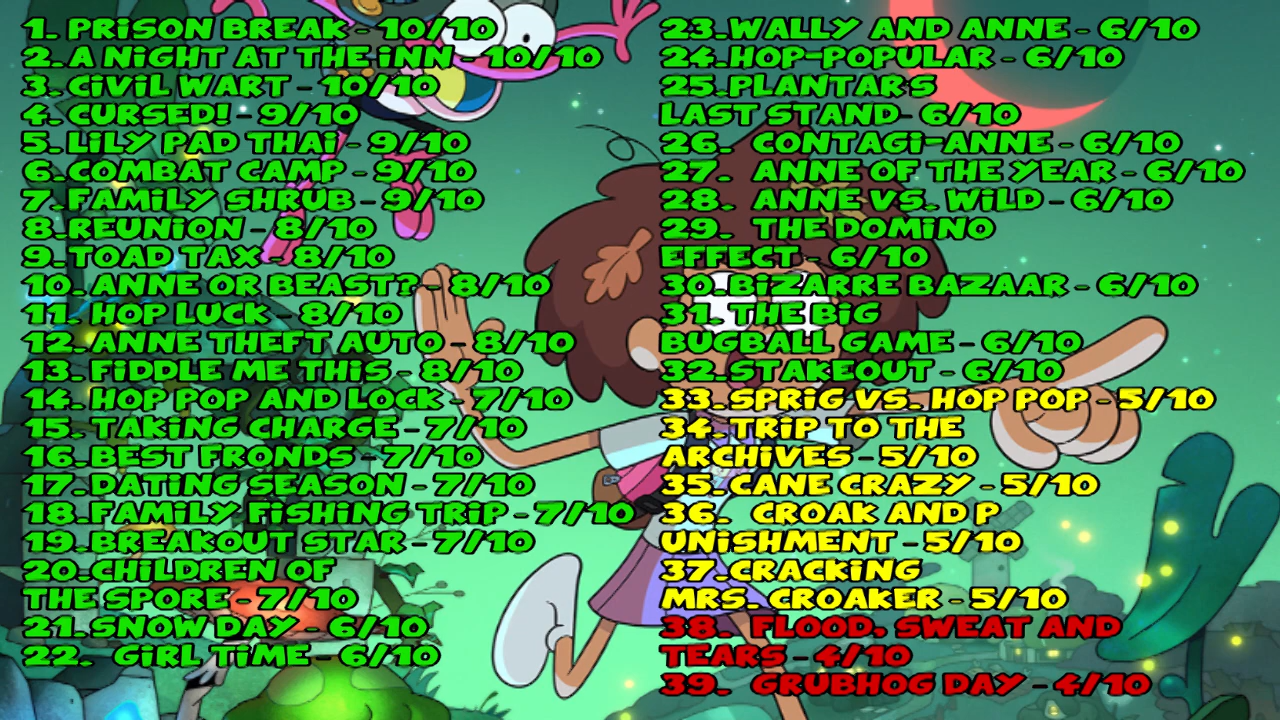 1. PRISON BREAK - 10/10
2. A NIGHT AT THE INN - 10/10
3. CIVIL WART - 10/10
4. CURSED! - 9/10
5. LILY PAD THAI - 9/10
6. COMBAT CAMP - 9/10
7. FAMILY SHRUB - 9/10
8. REUNION - 8/10
9. TOAD TAX - 8/10
10. ANNE OR BEAST? - 8/10
11. HOP LUCK - 8/10
12. ANNE THEFT AUTO - 8/10
13. FIDDLE ME THIS - 8/10
14. HOP POP AND LOCK - 7/10
15. TAKING CHARGE - 7/10
16. BEST FRONDS - 7/10
17. DATING SEASON - 7/10
18. FAMILY FISHING TRIP - 7/10
19. BREAKOUT STAR - 7/10
20. CHILDREN OF
THE SPORE - 7/10
21. SNOW DAY - 6/10
22. GIRL TIME - 6/10
23. WALLY AND ANNE - 6/10
24. HOP-POPULAR - 6/10
25. PLANTARS
LAST STAND - 6/10
26. CONTAGI-ANNE - 6/10
27. ANNE OF THE YEAR - 6/10
28. ANNE VS. WILD - 6/10
29. THE DOMINO
EFFECT - 6/10
30. BIZARRE BAZAAR - 6/10
31. THE BIG
BUGBALL GAME - 6/10
32. STAKEOUT - 6/10
33. SPRIG VS. HOP POP - 5/10
34. TRIP TO THE
ARCHIVES - 5/10
35. CANE CRAZY - 5/10
36. CROAK AND P
UNISHMENT - 5/10
37. CRACKING
MRS. CROAKER - 5/10
38. FLOOD, SWEAT AND
TEARS - 4/10
39. GRUBHOG DAY - 4/10